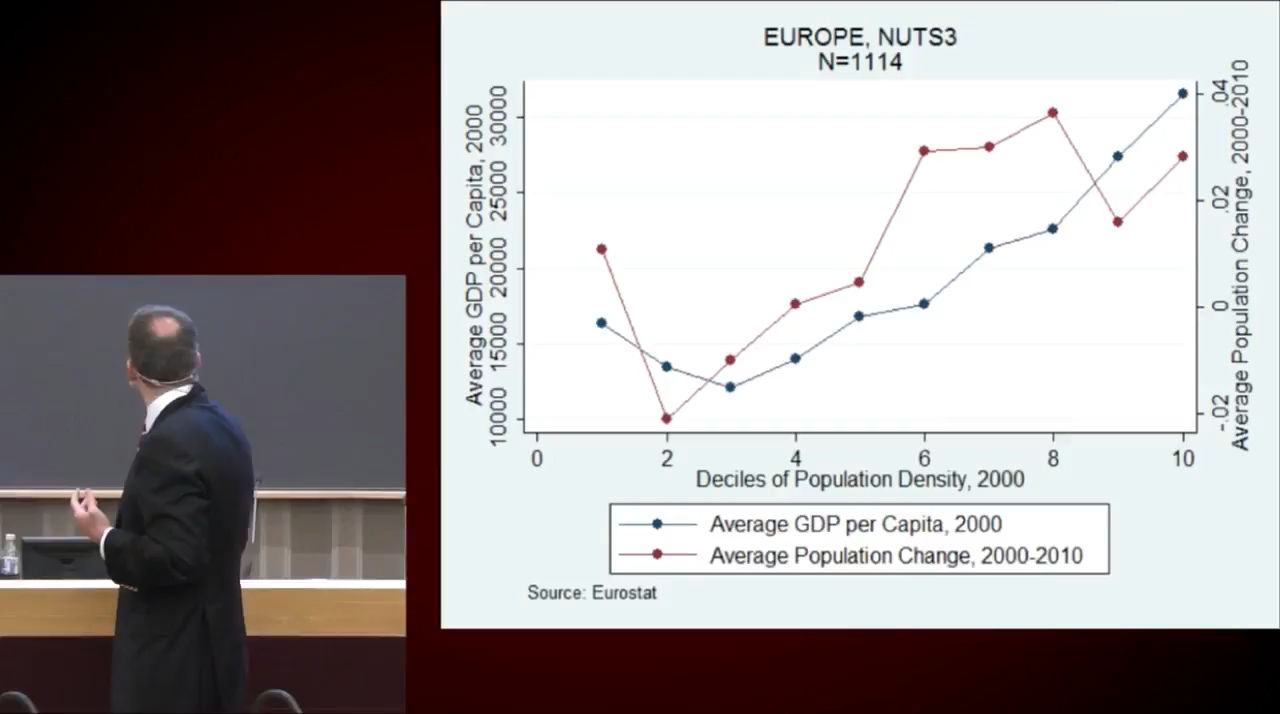 EUROPE, NUTS3
N=1114
Average GDP per Capita, 2000
10000 15000 20000 25000 30000
-.02 0 .02 .04
Average Population Change, 2000-2010
0 2 4 6 8 10
Deciles of Population Density, 2000
Average GDP per Capita, 2000
Average Population Change, 2000-2010
Source: Eurostat